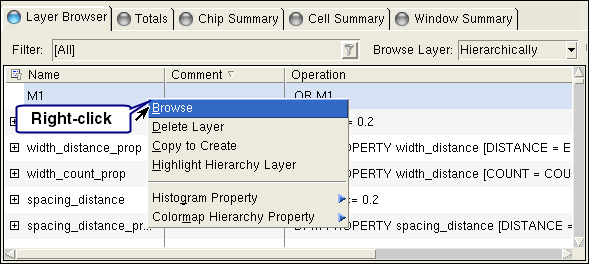 Layer Browser Totals Chip Summary Cell Summary Window Summary
Filter: [All] Browse Layer: Hierarchically
Name Comment Operation
M1 OR M1
Right-click
Browse
= 0.2
Delete Layer
width_distance_prop PROPERTY width_distance [DISTANCE = E
Copy to Create
Highlight Hierarchy Layer
width_count_prop PROPERTY width_distance [COUNT = COU
spacing_distance = 0.2
Histogram Property
Colormap Hierarchy Property
spacing_distance_pr... PROPERTY spacing_distance [DISTANCE =